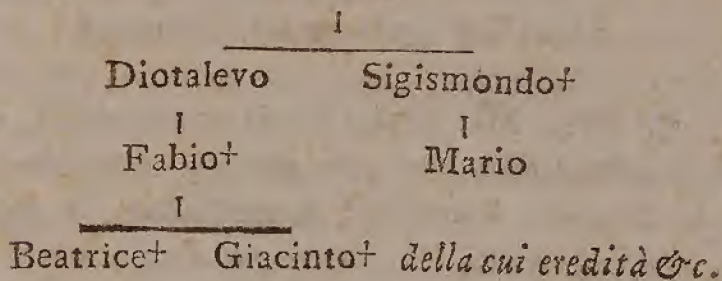 I
Diotalevo Sigismondo+
I I
Fabio+ Mario
I
Beatrice+ Giacinto+ della cui eredità &c.